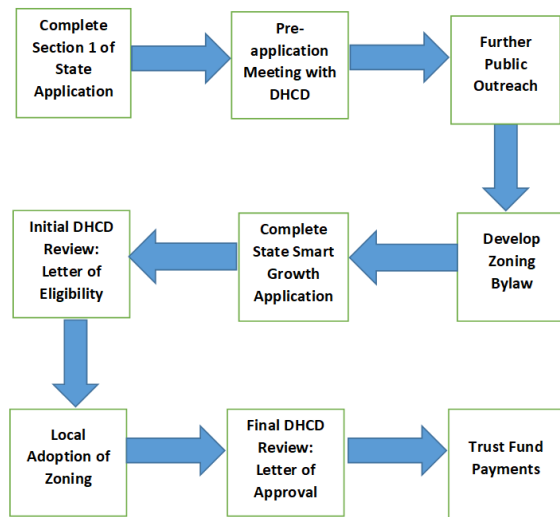 Complete
Section 1 of
State
Application
Pre-
application
Meeting with
DHCD
Further
Public
Outreach
Develop
Zoning
Bylaw
Complete
State Smart
Growth
Application
Initial DHCD
Review:
Letter of
Eligibility
Local
Adoption of
Zoning
Final DHCD
Review:
Letter of
Approval
Trust Fund
Payments